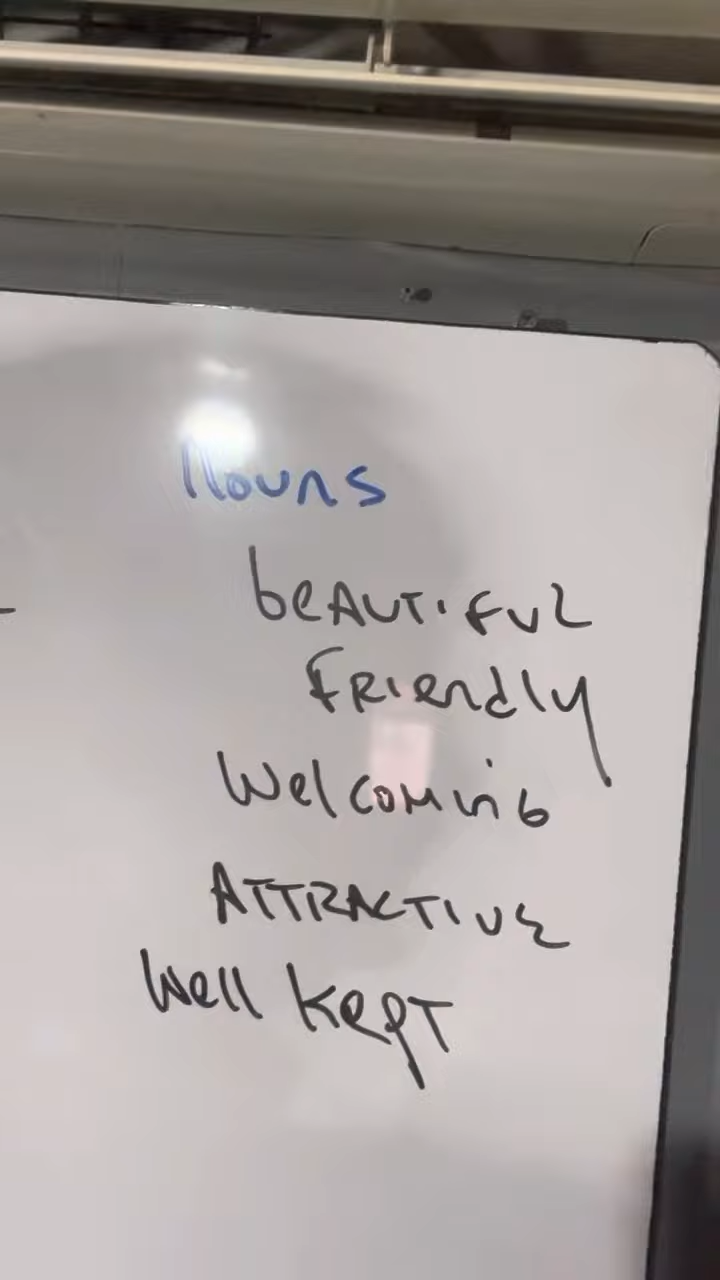 Nouns
beAUTiFUL
FRiendly
Welcoming
ATTRACTIVE
Well KepT